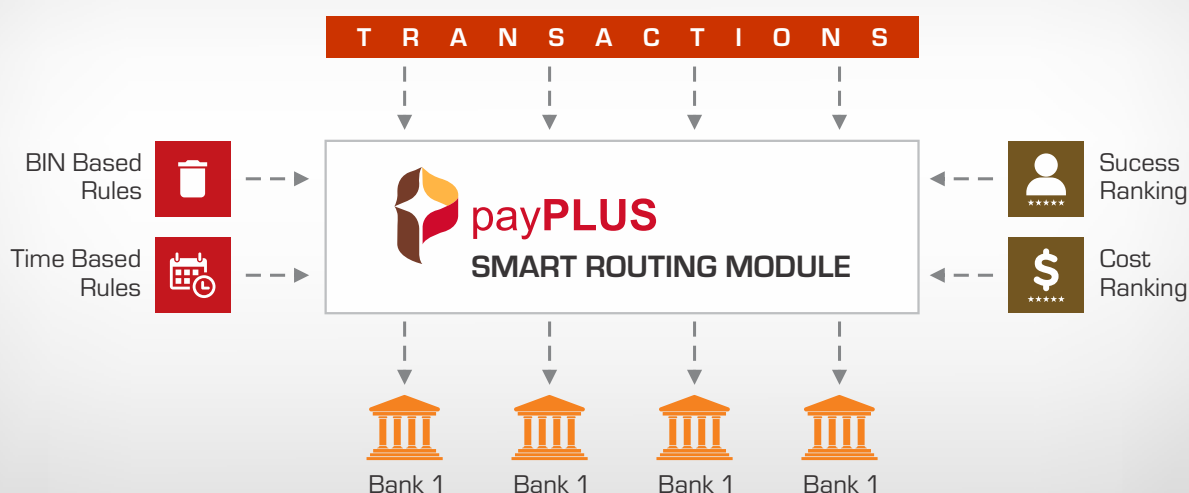 TRANSACTIONS
BIN Based
Rules
Time Based
Rules
payPLUS
SMART ROUTING MODULE
Sucess
Ranking
Cost
Ranking
Bank 1
Bank 1
Bank 1
Bank 1